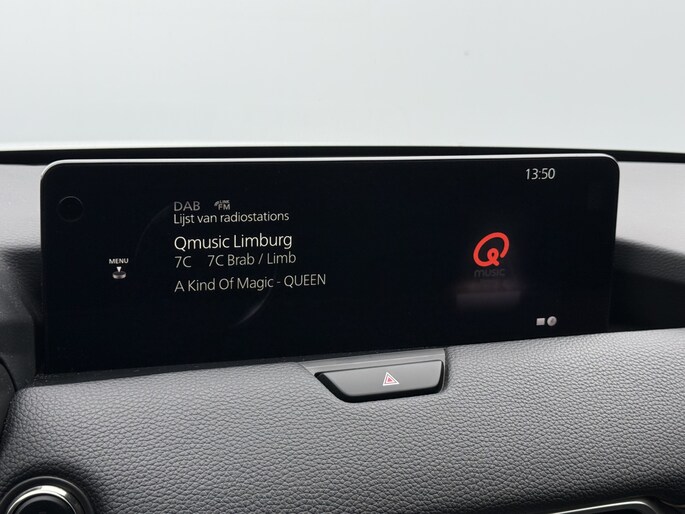 13:50
DAB LINK FM
Lijst van radiostations
Qmusic Limburg
7C 7C Brab / Limb
A Kind Of Magic - QUEEN
MENU
Q
music